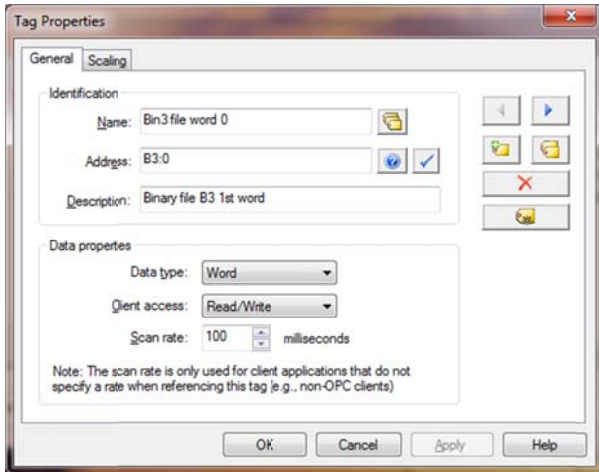 Tag Properties
General Scaling
Identification
Name: Bin3 file word 0
Address: B3:0
Description: Binary file B3 1st word
Data propertes
Data type: Word
Client access: Read/Write
Scan rate: 100 milliseconds
Note: The scan rate is only used for client applications that do not
specify a rate when referencing this tag (e.g., non-OPC clients)
OK Cancel Apply Help